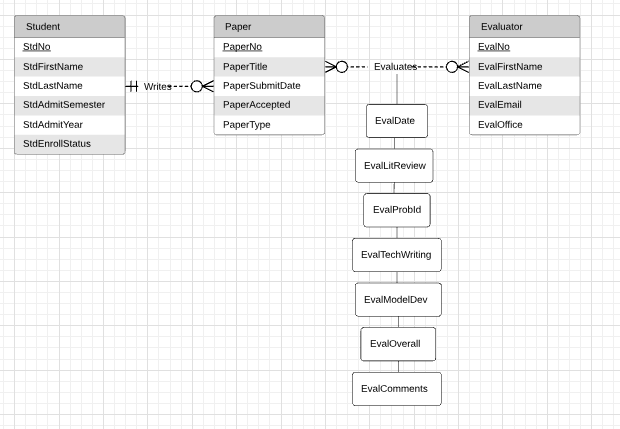 Student
StdNo
StdFirstName
StdLastName
StdAdmitSemester
StdAdmitYear
StdEnrollStatus
Writes
Paper
PaperNo
PaperTitle
PaperSubmitDate
PaperAccepted
PaperType
Evaluates
EvalDate
EvalLitReview
EvalProbId
EvalTechWriting
EvalModelDev
EvalOverall
EvalComments
Evaluator
EvalNo
EvalFirstName
EvalLastName
EvalEmail
EvalOffice